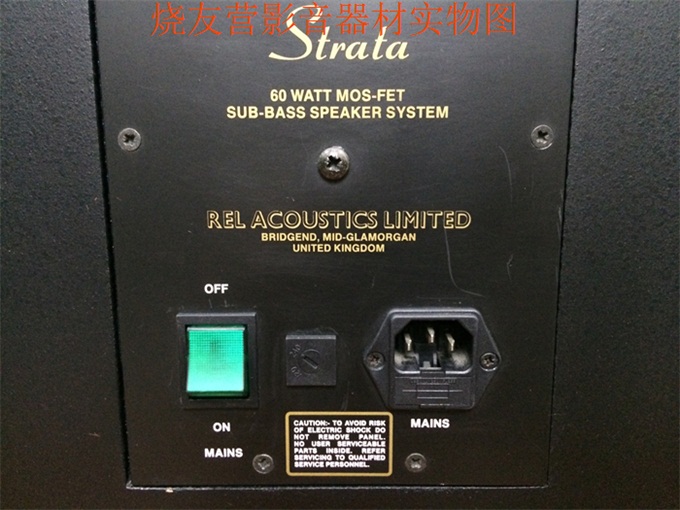 烧友营影音器材实物图
Strata
60 WATT MOS-FET
SUB-BASS SPEAKER SYSTEM
REL ACOUSTICS LIMITED
BRIDGEND, MID-GLAMORGAN
UNITED KINGDOM
OFF
ON
MAINS
MAINS
CAUTION:- TO AVOID RISK
OF ELECTRIC SHOCK DO
NOT REMOVE PANEL.
NO USER SERVICEABLE
PARTS INSIDE. REFER
SERVICING TO QUALIFIED
SERVICE PERSONNEL.